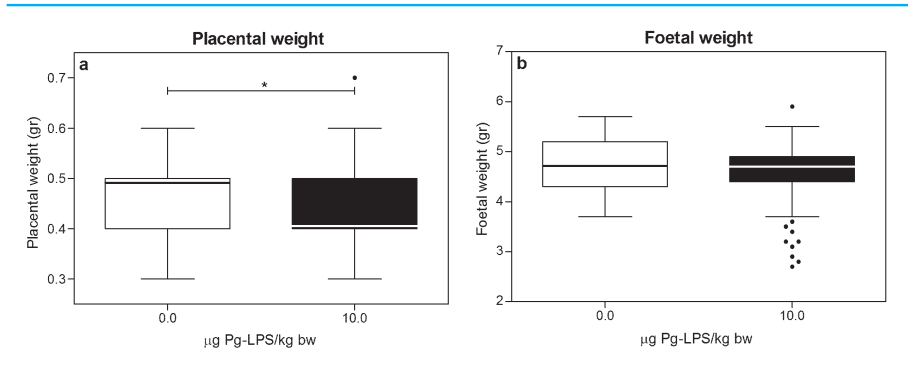 Placental weight
a
*
0.7
0.6
0.5
0.4
0.3
Placental weight (gr)
0.0
10.0
μg Pg-LPS/kg bw
Foetal weight
b
7
6
5
4
3
2
Foetal weight (gr)
0.0
10.0
μg Pg-LPS/kg bw